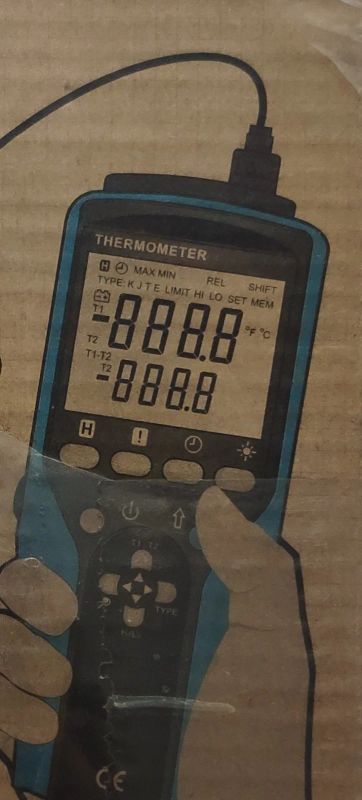 THERMOMETER
H MAX MIN REL SHIFT
TYPE: K J T E LIMIT HI LO SET MEM
T1
-888.8 °F °C
T2
T1-T2
T2
-888.8
H !
T1 T2
TYPE
CE